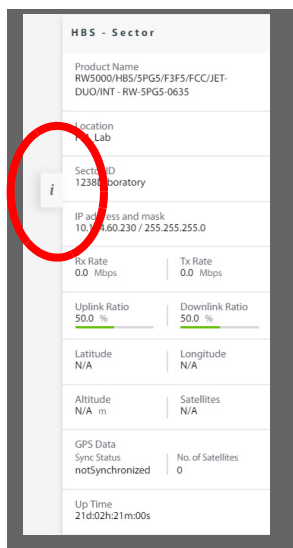 HBS - Sector
Product Name
RW5000/HBS/5PG5/F3F5/FCC/JET-
DUO/INT - RW-5PG5-0635
Location
Lab
i
Sector ID
IP address and mask
/ 255.255.255.0
Rx Rate Tx Rate
0.0 Mbps 0.0 Mbps
Uplink Ratio Downlink Ratio
50.0 % 50.0 %
Latitude Longitude
N/A N/A
Altitude Satellites
N/A m N/A
GPS Data
Sync Status No. of Satellites
notSynchronized 0
Up Time
21d:02h:21m:00s